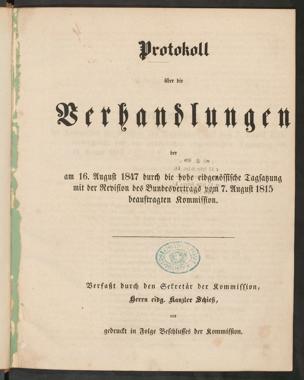 Protokoll
über die
Verhandlungen
der
am 16. August 1847 durch die hohe eidgenössische Tagsatzung
mit der Revision des Bundesvertrags vom 7. August 1815
beauftragten Kommission.
Verfaßt durch den Sekretär der Kommission,
Herrn eidg. Kanzler Schieß,
und
gedruckt in Folge Beschlusses der Kommission.